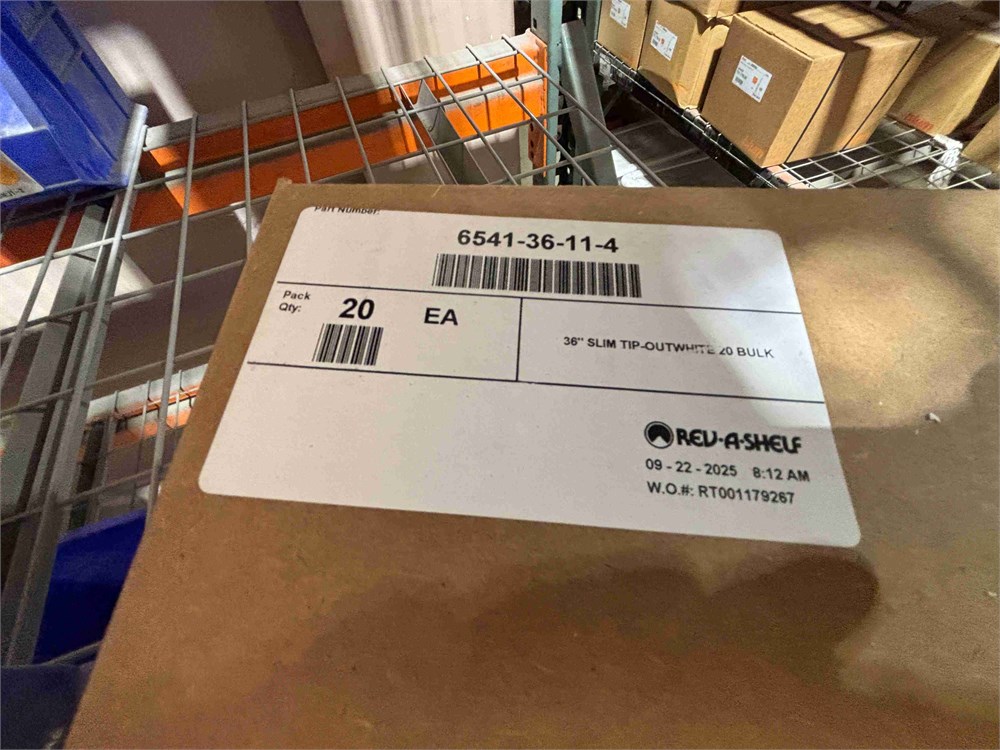 Part Number:
6541-36-11-4
Pack
Qty:
20
EA
36" SLIM TIP-OUTWHITE 20 BULK
REV-A-SHELF
09 - 22 - 2025 8:12 AM
W.O.#: RT001179267